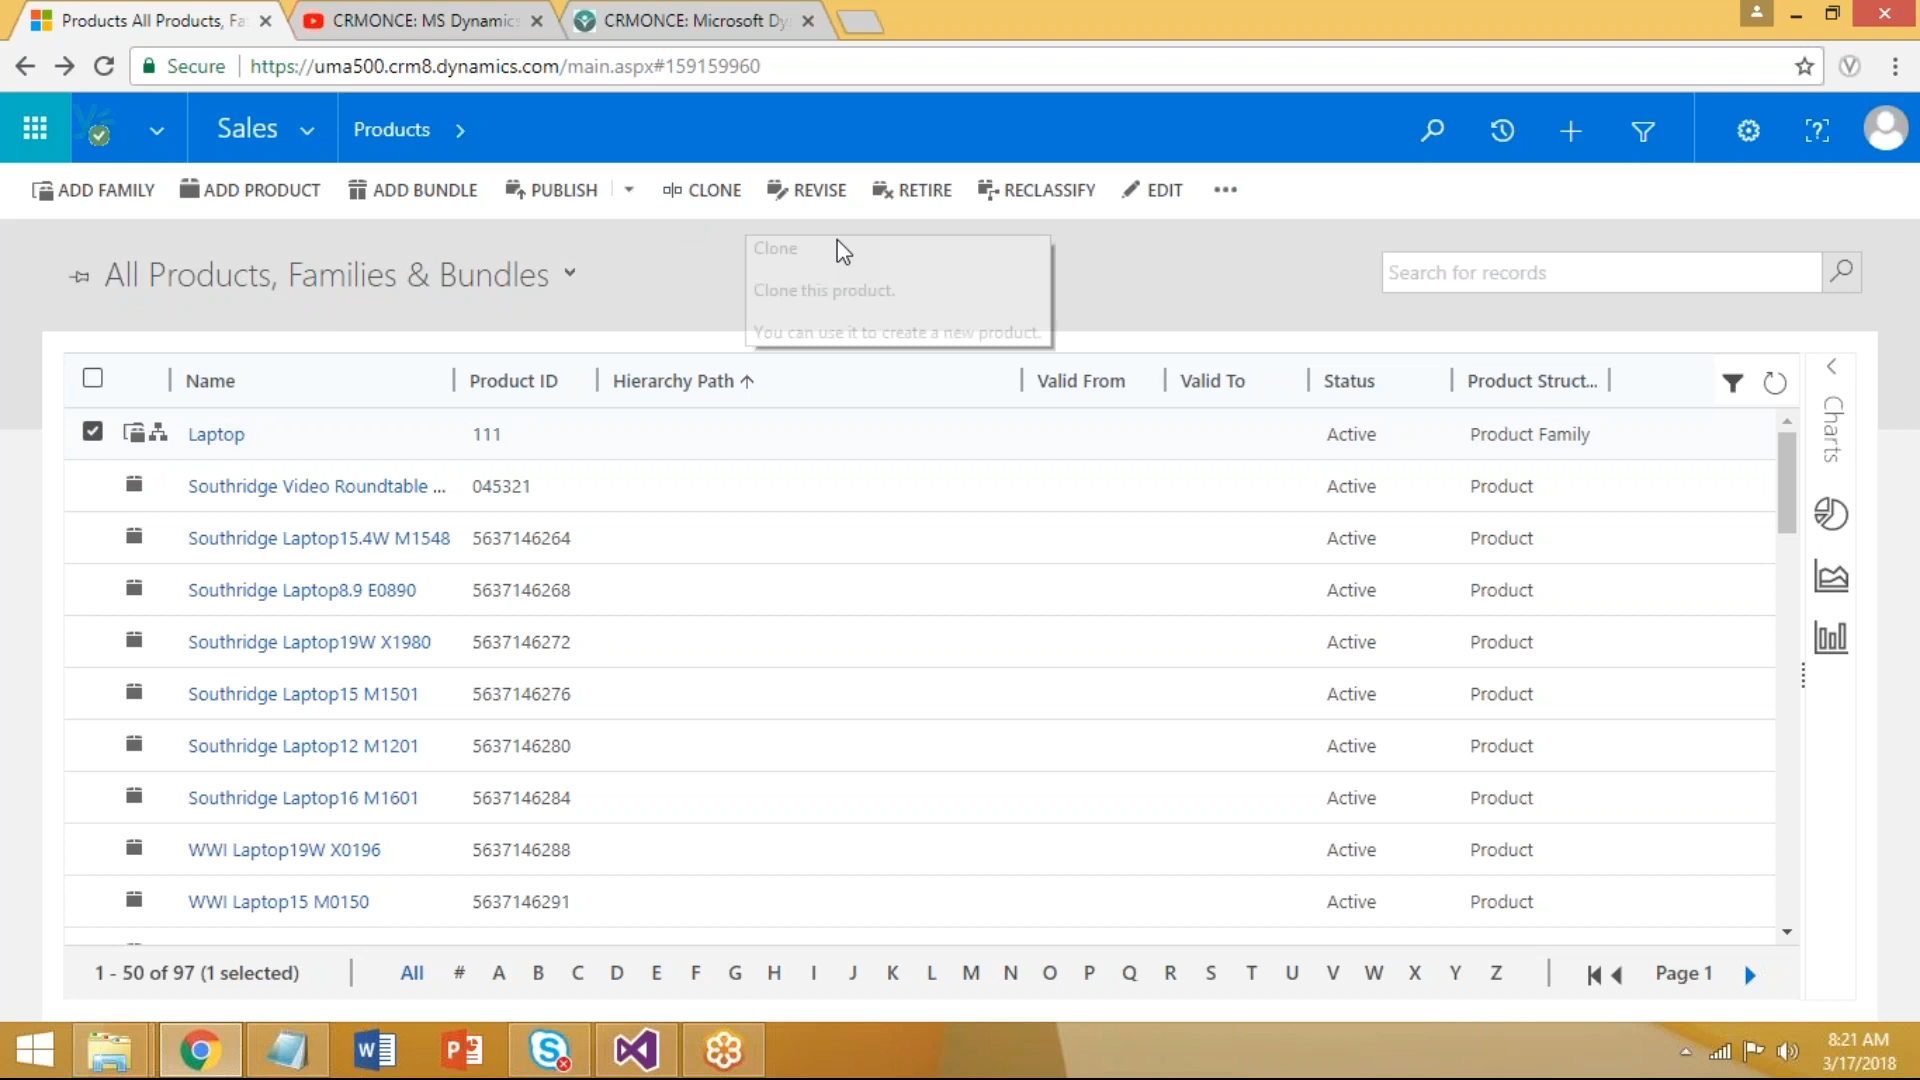 Products All Products, Fa
CRMONCE: MS Dynamics
CRMONCE: Microsoft Dy
Secure
https://uma500.crm8.dynamics.com/main.aspx#159159960
Sales
Products
ADD FAMILY
ADD PRODUCT
ADD BUNDLE
PUBLISH
CLONE
REVISE
RETIRE
RECLASSIFY
EDIT
All Products, Families & Bundles
Clone
Clone this product.
You can use it to create a new product.
Search for records
Name Product ID Hierarchy Path Valid From Valid To Status Product Struct...
Laptop 111 Active Product Family
Southridge Video Roundtable ... 045321 Active Product
Southridge Laptop15.4W M1548 5637146264 Active Product
Southridge Laptop8.9 E0890 5637146268 Active Product
Southridge Laptop19W X1980 5637146272 Active Product
Southridge Laptop15 M1501 5637146276 Active Product
Southridge Laptop12 M1201 5637146280 Active Product
Southridge Laptop16 M1601 5637146284 Active Product
WWI Laptop19W X0196 5637146288 Active Product
WWI Laptop15 M0150 5637146291 Active Product
Charts
1 - 50 of 97 (1 selected)
All # A B C D E F G H I J K L M N O P Q R S T U V W X Y Z
Page 1
8:21 AM
3/17/2018